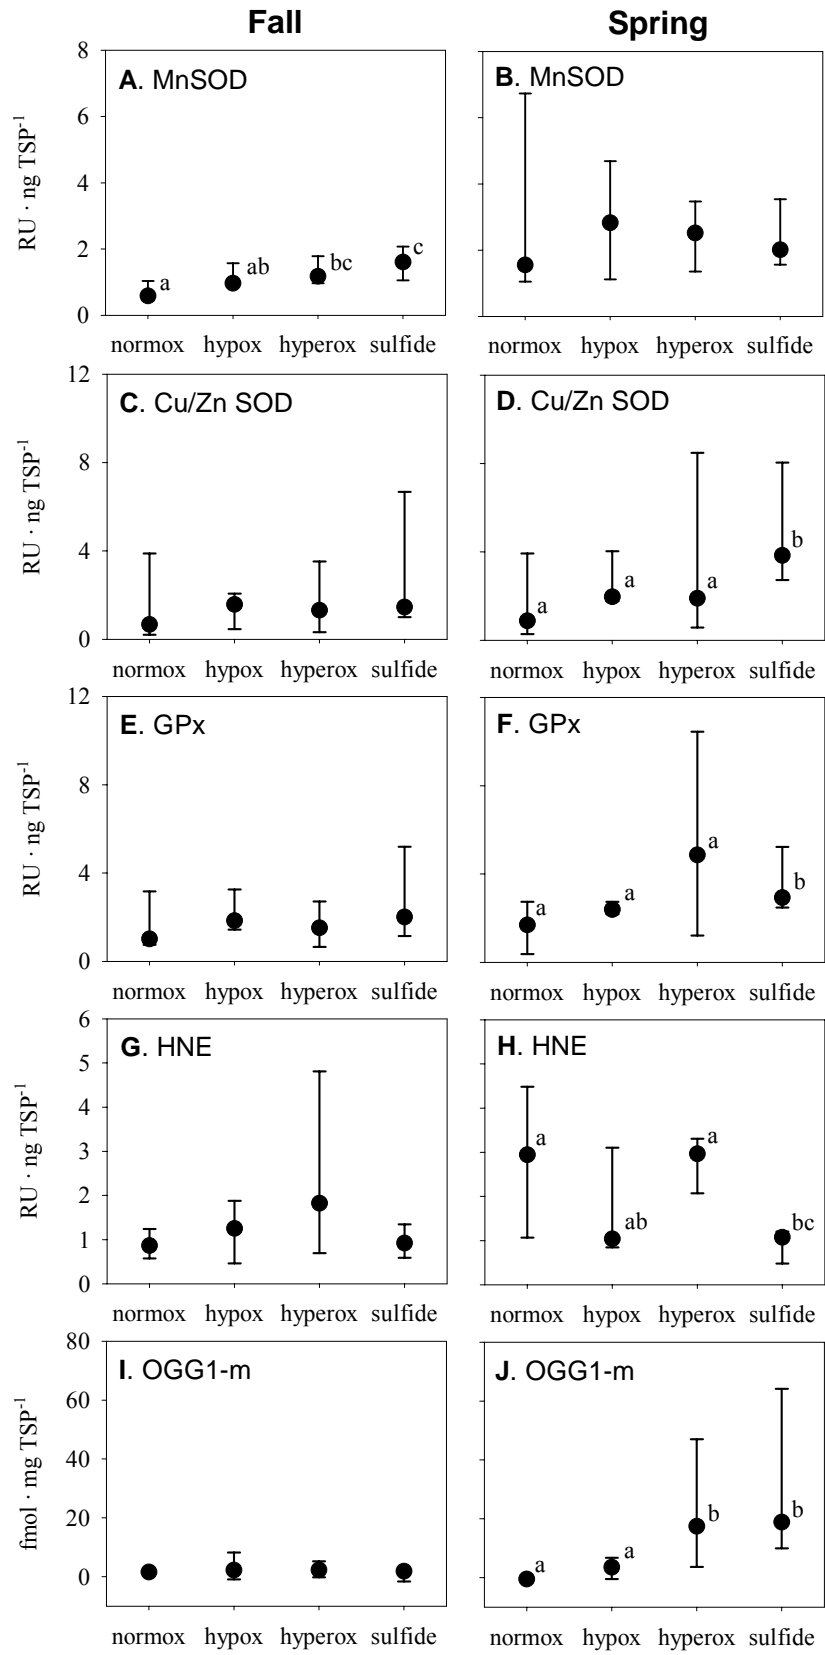 Fall Spring
8
6
4
2
0
RU · ng TSP-1
A. MnSOD
a
ab
bc
c
normox hypox hyperox sulfide
B. MnSOD
normox hypox hyperox sulfide
12
8
4
0
RU · ng TSP-1
C. Cu/Zn SOD
normox hypox hyperox sulfide
D. Cu/Zn SOD
a
a
a
b
normox hypox hyperox sulfide
12
8
4
0
RU · ng TSP-1
E. GPx
normox hypox hyperox sulfide
F. GPx
a
a
a
b
normox hypox hyperox sulfide
6
5
4
3
2
1
0
RU · ng TSP-1
G. HNE
normox hypox hyperox sulfide
H. HNE
a
ab
a
bc
normox hypox hyperox sulfide
80
60
40
20
0
fmol · mg TSP-1
I. OGG1-m
normox hypox hyperox sulfide
J. OGG1-m
a
a
b
b
normox hypox hyperox sulfide